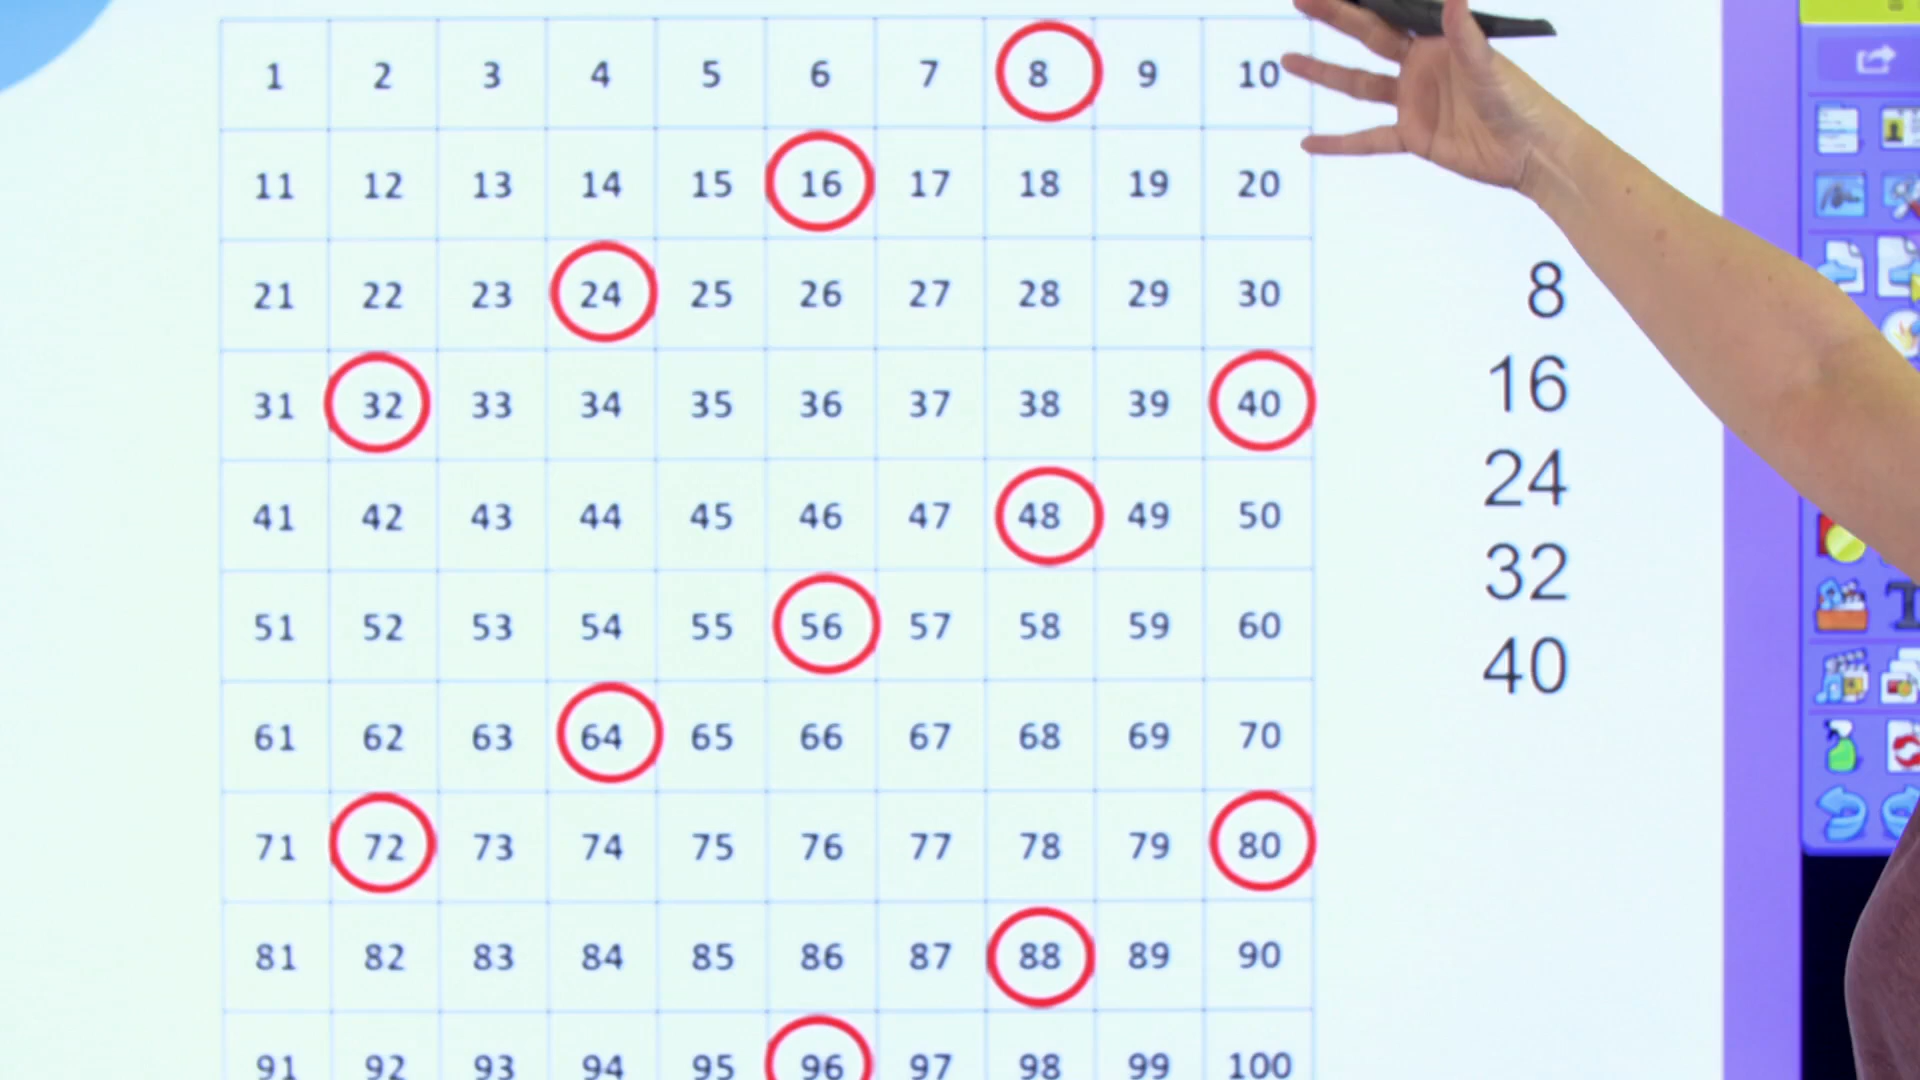 1 2 3 4 5 6 7 8 9 10
11 12 13 14 15 16 17 18 19 20
21 22 23 24 25 26 27 28 29 30
31 32 33 34 35 36 37 38 39 40
41 42 43 44 45 46 47 48 49 50
51 52 53 54 55 56 57 58 59 60
61 62 63 64 65 66 67 68 69 70
71 72 73 74 75 76 77 78 79 80
81 82 83 84 85 86 87 88 89 90
91 92 93 94 95 96 97 98 99 100
8
16
24
32
40
T